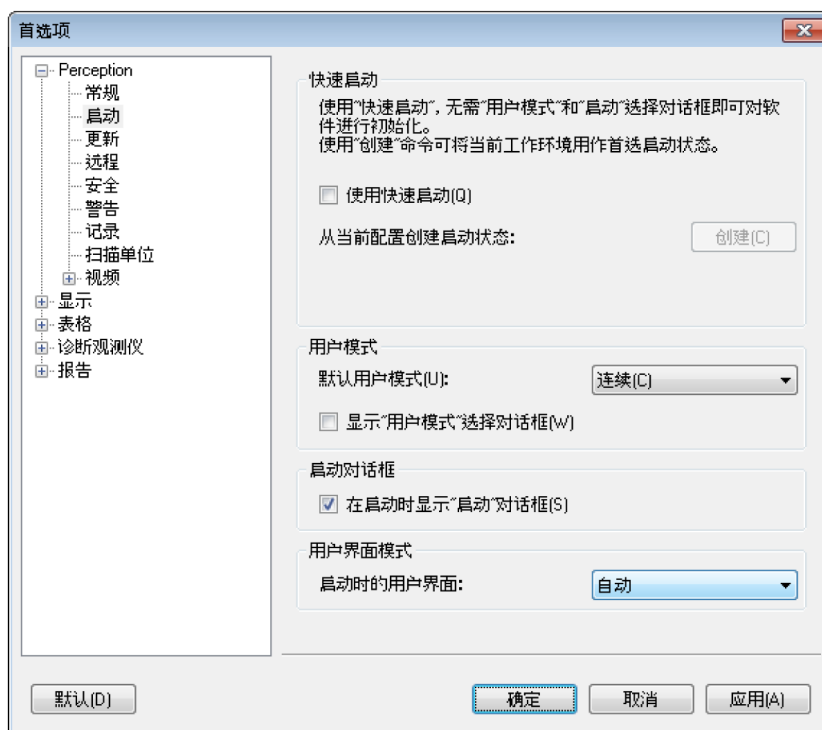 首选项
Perception
常规
启动
更新
远程
安全
警告
记录
扫描单位
视频
显示
表格
诊断观测仪
报告
快速启动
使用"快速启动", 无需"用户模式"和"启动"选择对话框即可对软
件进行初始化。
使用"创建"命令可将当前工作环境用作首选启动状态。
使用快速启动(Q)
从当前配置创建启动状态:
创建(C)
用户模式
默认用户模式(U):
连续(C)
显示"用户模式"选择对话框(W)
启动对话框
在启动时显示"启动"对话框(S)
用户界面模式
启动时的用户界面:
自动
默认(D)
确定
取消
应用(A)